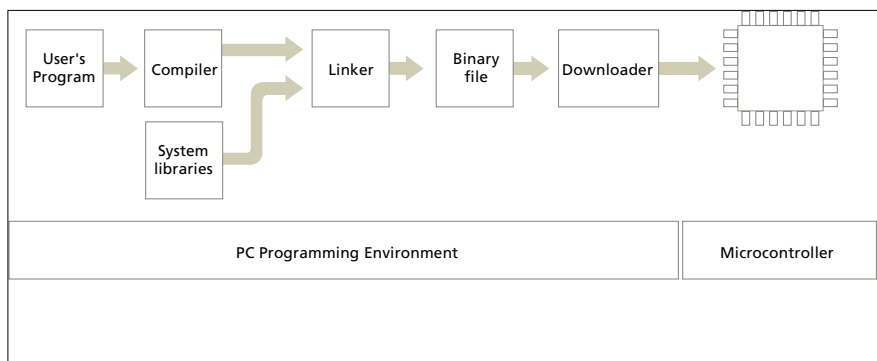 User's
Program
Compiler
Linker
Binary
file
Downloader
System
libraries
PC Programming Environment
Microcontroller